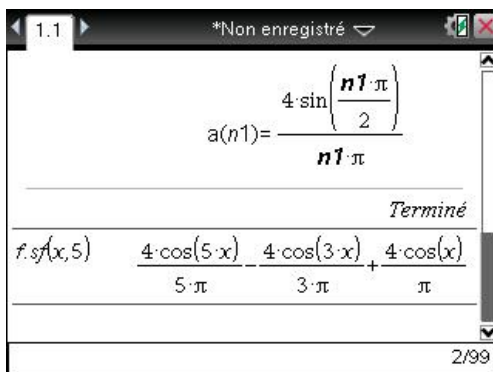 1.1
*Non enregistré
a(n1)= 4·sin(n1·π/2)/n1·π
Terminé
f.sf(x,5) 4·cos(5·x)/5·π - 4·cos(3·x)/3·π + 4·cos(x)/π
2/99